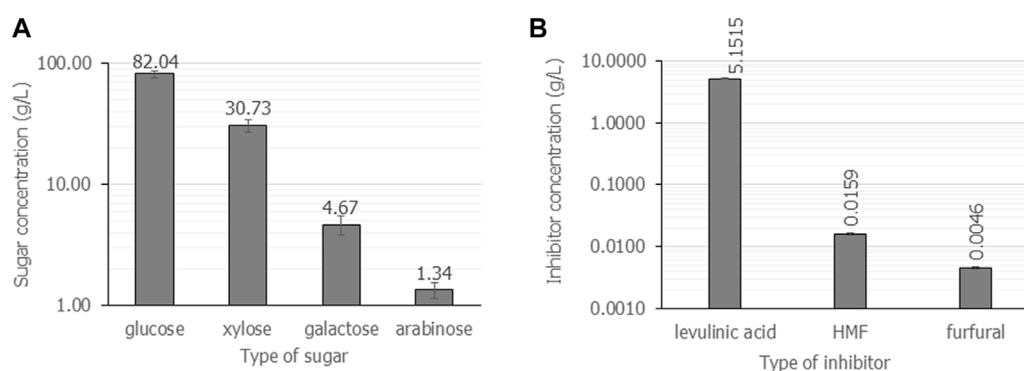 A
Sugar concentration (g/L)
100.00
10.00
1.00
82.04
30.73
4.67
1.34
glucose xylose galactose arabinose
Type of sugar
B
Inhibitor concentration (g/L)
10.0000
1.0000
0.1000
0.0100
0.0010
5.1515
0.0159
0.0046
levulinic acid HMF furfural
Type of inhibitor